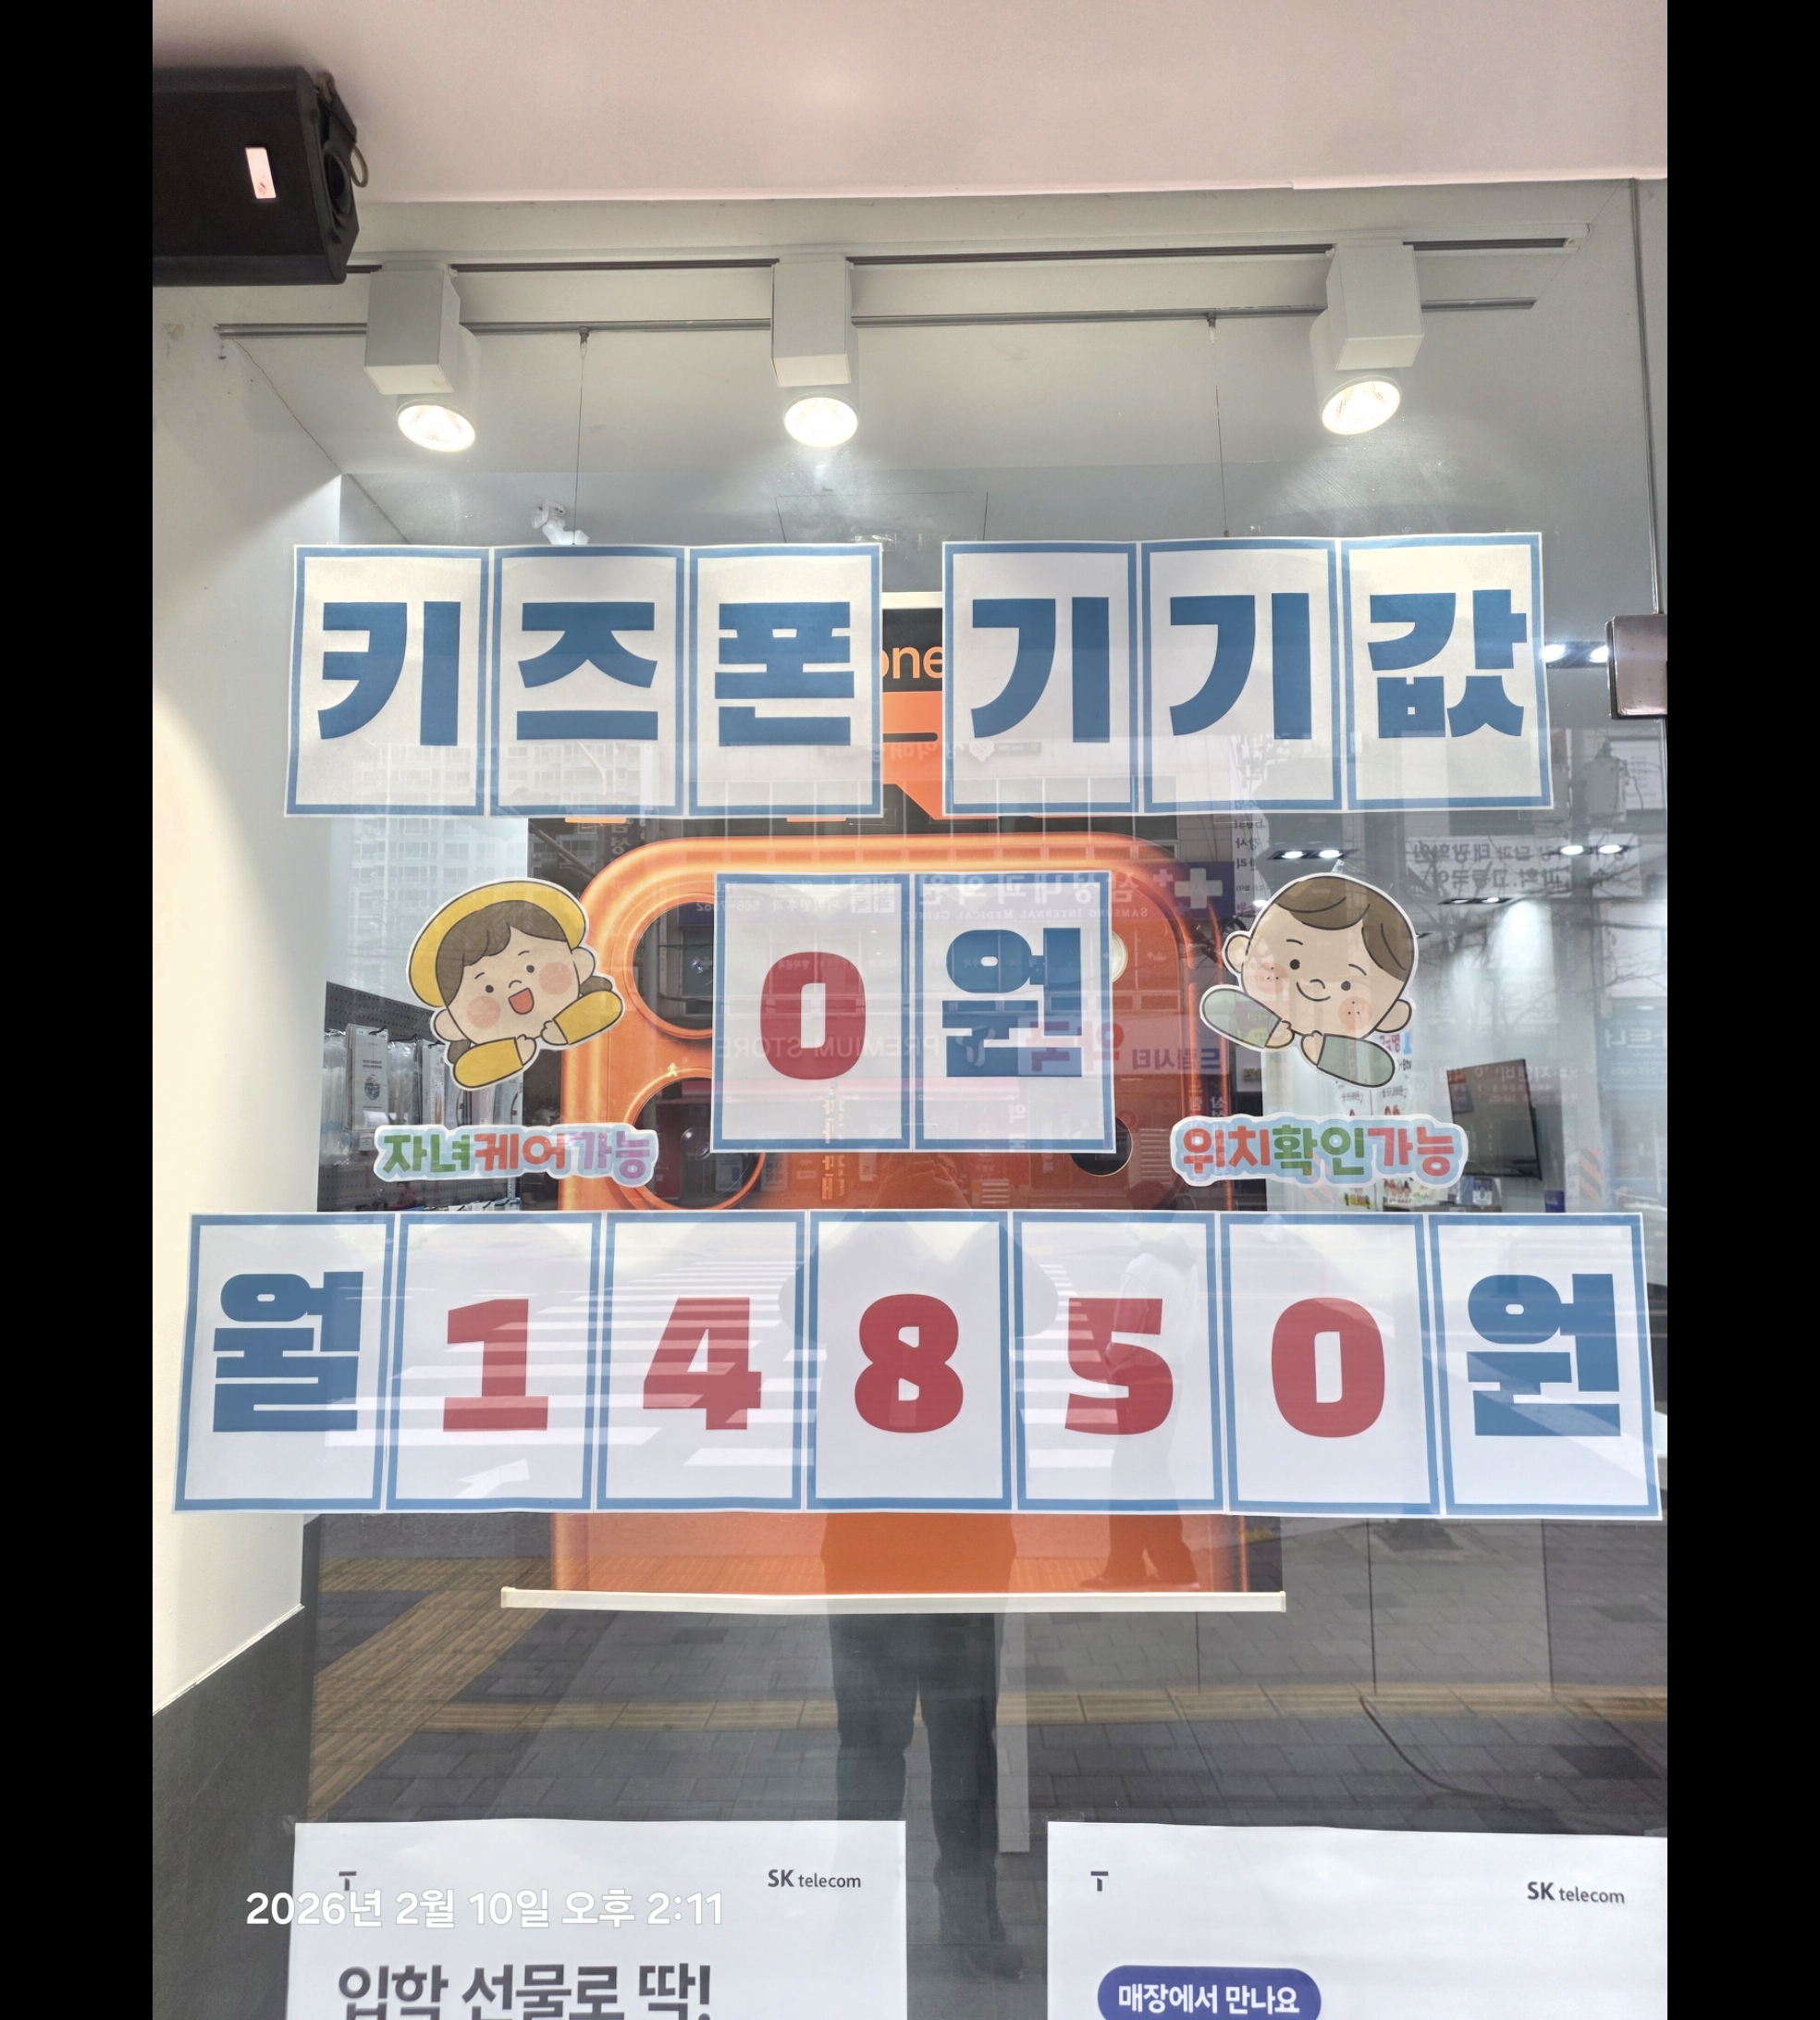 키즈폰 기기값
one
0원
자녀케어가능
위치확인가능
월14850원
SK telecom
SK telecom
2026년 2월 10일 오후 2:11
입학 선물로 딱!
매장에서 만나요